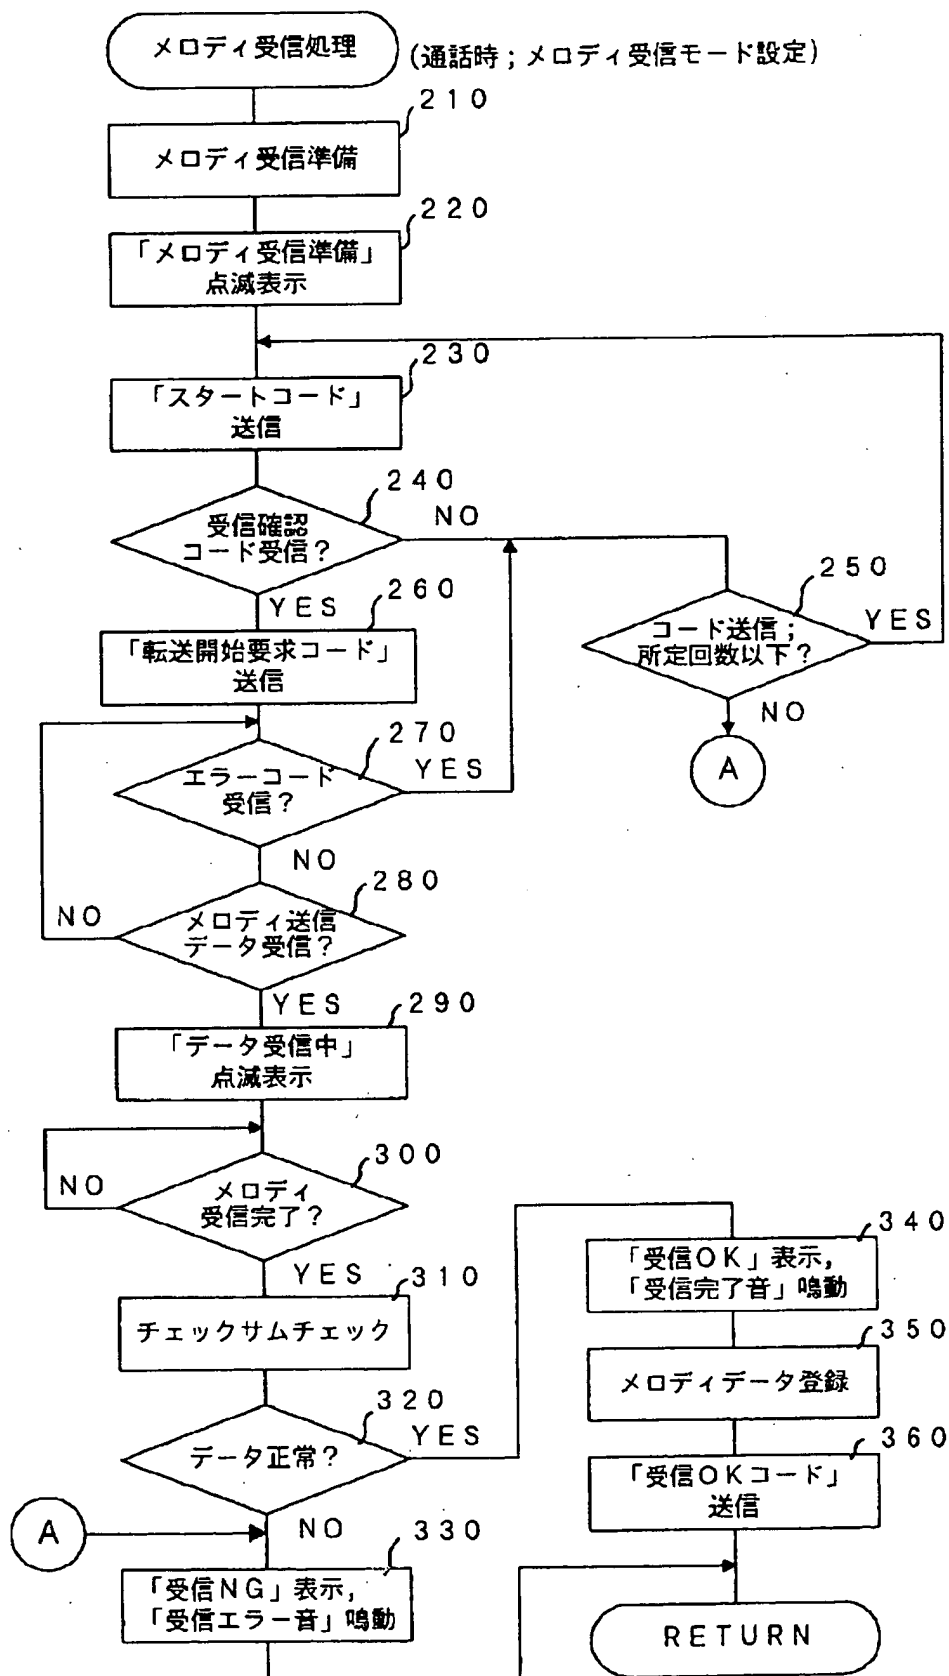 メロディ受信処理
(通話時；メロディ受信モード設定)
210
メロディ受信準備
220
「メロディ受信準備」
点滅表示
230
「スタートコード」
送信
240
受信確認
コード受信？
NO
YES
250
コード送信；
所定回数以下？
YES
NO
A
260
「転送開始要求コード」
送信
270
エラーコード
受信？
YES
NO
280
メロディ送信
データ受信？
NO
YES
290
「データ受信中」
点滅表示
300
メロディ
受信完了？
NO
YES
310
チェックサムチェック
320
データ正常？
YES
NO
A
330
「受信NG」表示，
「受信エラー音」鳴動
340
「受信OK」表示，
「受信完了音」鳴動
350
メロディデータ登録
360
「受信OKコード」
送信
RETURN